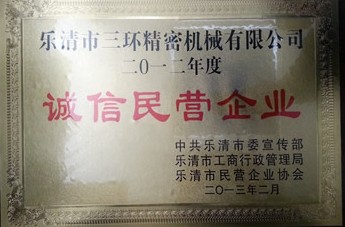 乐清市三环精密机械有限公司
二〇一二年度
诚信民营企业
中共乐清市委宣传部
乐清市工商行政管理局
乐清市民营企业协会
二〇一三年二月